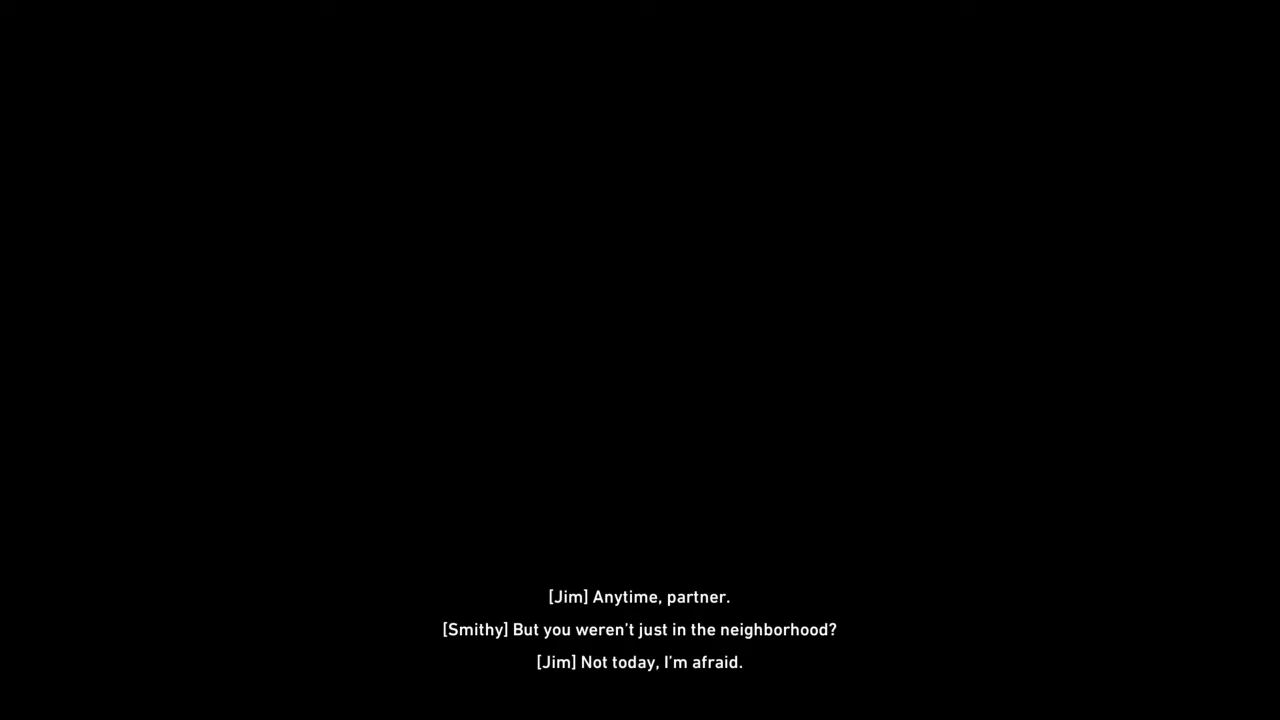 [Jim] Anytime, partner.
[Smithy] But you weren't just in the neighborhood?
[Jim] Not today, I'm afraid.